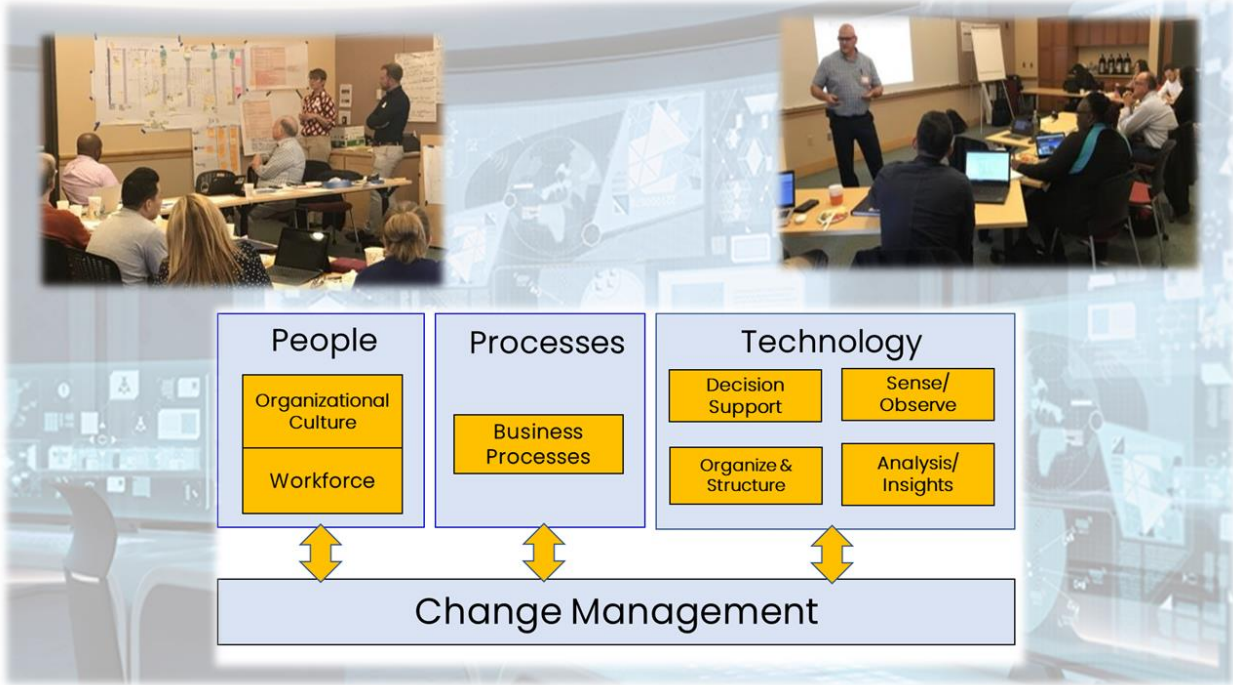 People
Organizational
Culture
Workforce
Processes
Business
Processes
Technology
Decision
Support
Sense/
Observe
Organize &
Structure
Analysis/
Insights
Change Management